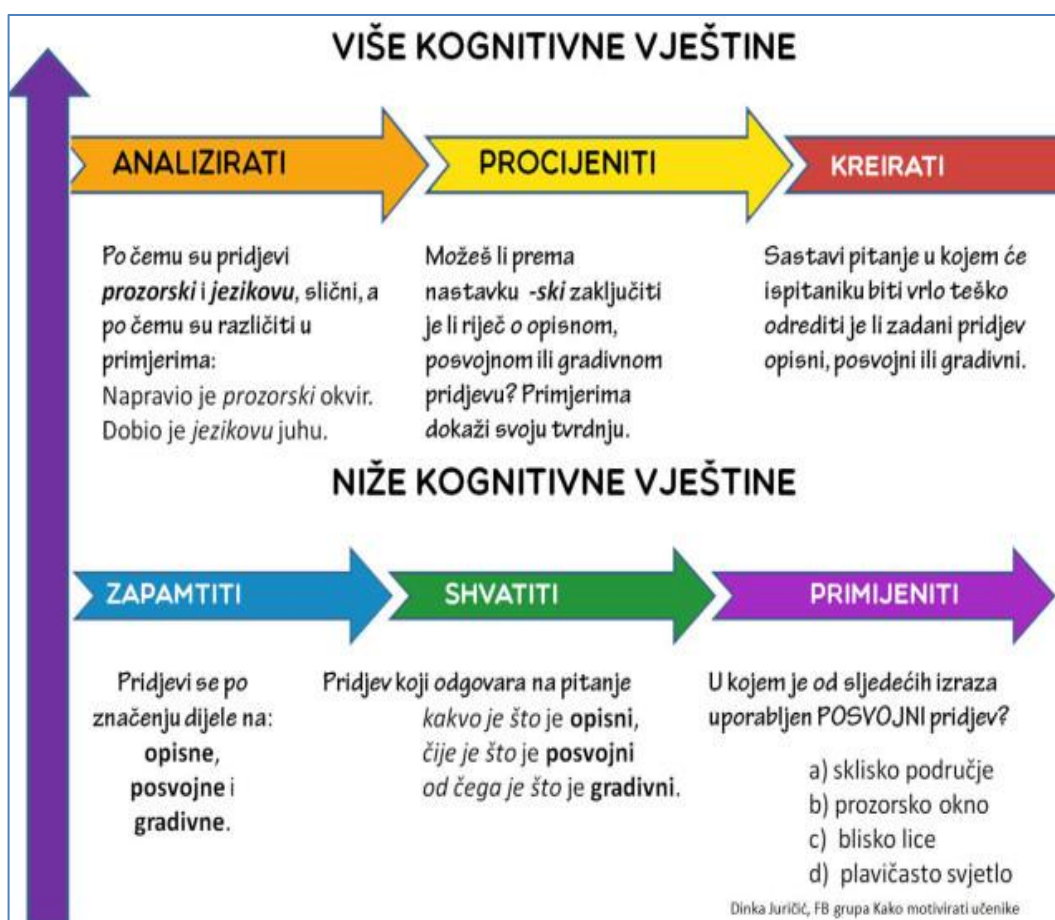 VIŠE KOGNITIVNE VJEŠTINE
ANALIZIRATI
Po čemu su pridjevi
prozorski i jezikovu, slični, a
po čemu su različiti u
primjerima:
Napravio je prozorski okvir.
Dobio je jezikovu juhu.
PROCIJENITI
Možeš li prema
nastavku -ski zaključiti
je li riječ o opisnom,
posvojnom ili gradivnom
pridjevu? Primjerima
dokaži svoju tvrdnju.
KREIRATI
Sastavi pitanje u kojem će
ispitaniku biti vrlo teško
odrediti je li zadani pridjev
opisni, posvojni ili gradivni.
NIŽE KOGNITIVNE VJEŠTINE
ZAPAMTITI
Pridjevi se po
značenju dijele na:
opisne,
posvojne i
gradivne.
SHVATITI
Pridjev koji odgovara na pitanje
kakvo je što je opisni,
čije je što je posvojni
od čega je što je gradivni.
PRIMIJENITI
U kojem je od sljedećih izraza
uporabljen POSVOJNI pridjev?
a) sklisko područje
b) prozorsko okno
c) blisko lice
d) plavičasto svjetlo
Dinka Juričić, FB grupa Kako motivirati učenike